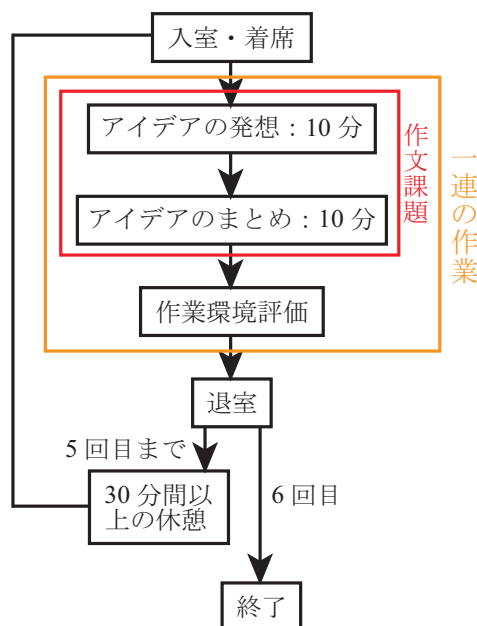 入室・着席
アイデアの発想：10 分
アイデアのまとめ：10 分
作文課題
一連の作業
作業環境評価
退室
5 回目まで
30 分間以
上の休憩
6 回目
終了